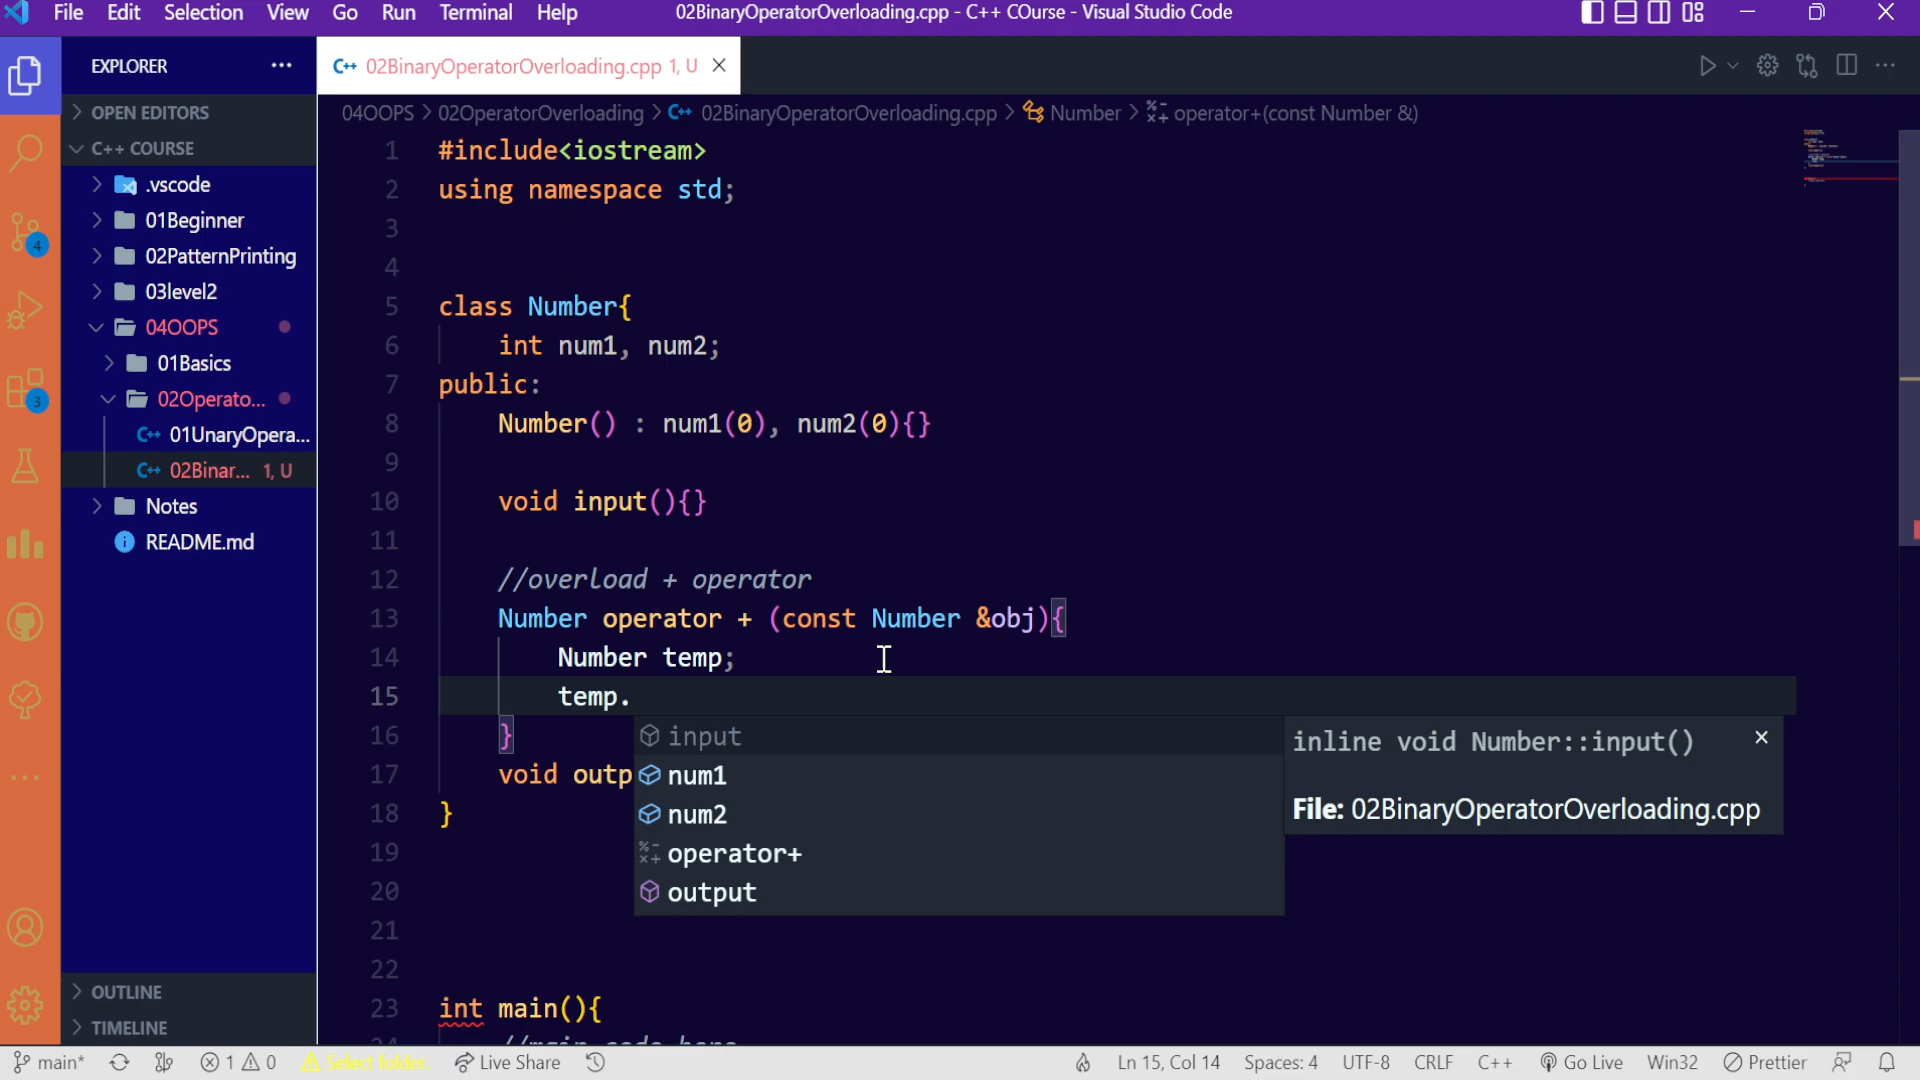 File Edit Selection View Go Run Terminal Help
02BinaryOperatorOverloading.cpp - C++ COurse - Visual Studio Code
EXPLORER
OPEN EDITORS
C++ COURSE
.vscode
01Beginner
02PatternPrinting
03level2
04OOPS
01Basics
02Operato...
C++ 01UnaryOpera...
C++ 02Binar... 1, U
Notes
README.md
OUTLINE
TIMELINE
4
3
C++ 02BinaryOperatorOverloading.cpp 1, U
04OOPS > 02OperatorOverloading > C++ 02BinaryOperatorOverloading.cpp > Number > operator+(const Number &)
1 #include<iostream>
2 using namespace std;
3
4
5 class Number{
6 int num1, num2;
7 public:
8 Number() : num1(0), num2(0){}
9
10 void input(){}
11
12 //overload + operator
13 Number operator + (const Number &obj){
14 Number temp;
15 temp.
16 }
17 void outp
18 }
19
20
21
22
23 int main(){
input
num1
num2
operator+
output
inline void Number::input()
File: 02BinaryOperatorOverloading.cpp
main* 1 0 Select folder. Live Share Ln 15, Col 14 Spaces: 4 UTF-8 CRLF C++ Go Live Win32 Prettier